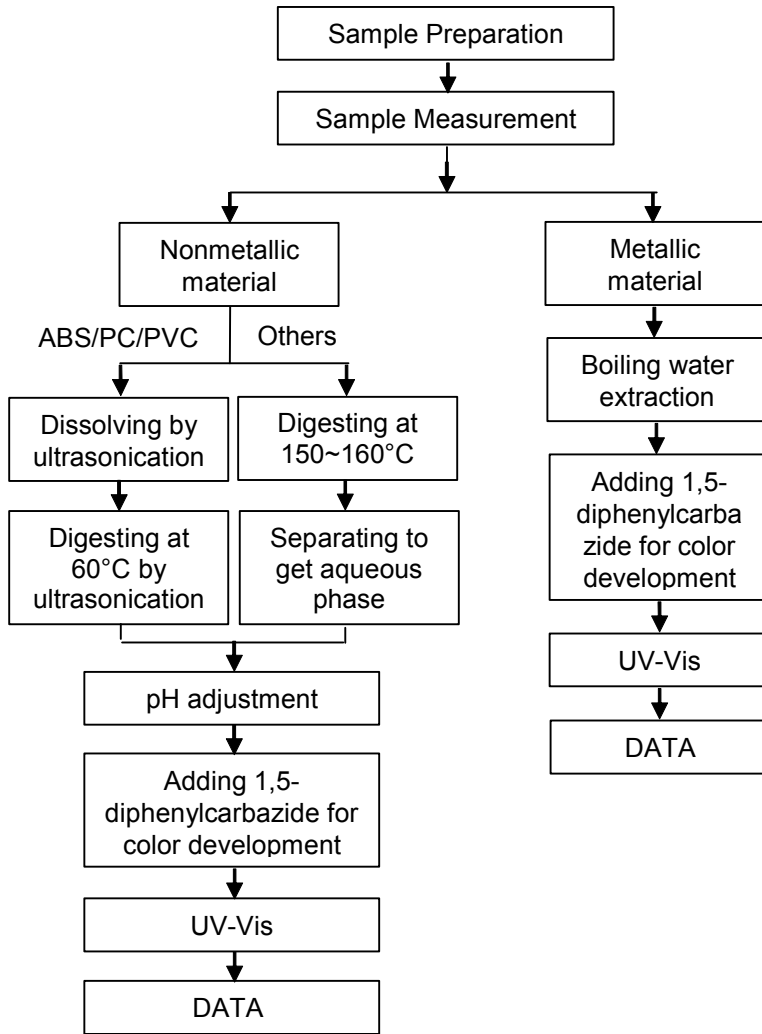 Sample Preparation
Sample Measurement
Nonmetallic
material
ABS/PC/PVC
Others
Dissolving by
ultrasonication
Digesting at
150~160°C
Digesting at
60°C by
ultrasonication
Separating to
get aqueous
phase
pH adjustment
Adding 1,5-
diphenylcarbazide for
color development
UV-Vis
DATA
Metallic
material
Boiling water
extraction
Adding 1,5-
diphenylcarba
zide for color
development
UV-Vis
DATA